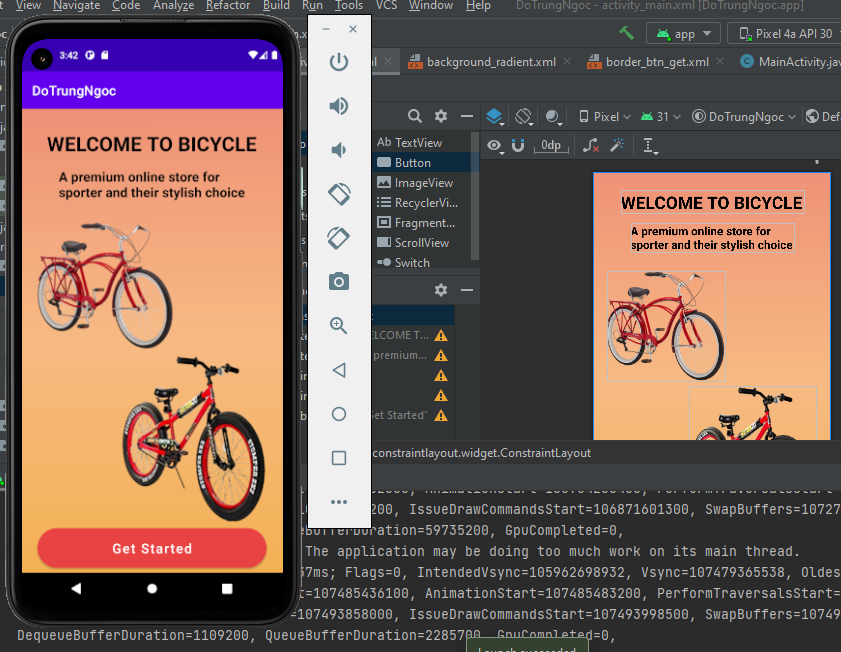 View Navigate Code Analyze Refactor Build Run Tools VCS Window Help DoTrungNgoc - activity_main.xml [DoTrungNgoc.app]
app
Pixel 4a API 30
background_radient.xml
border_btn_get.xml
MainActivity.jav
3:42
DoTrungNgoc
WELCOME TO BICYCLE
A premium online store for
sporter and their stylish choice
Get Started
Ab TextView
Button
ImageView
RecyclerVi...
Fragment...
ScrollView
Switch
ELCOME T...
premium...
Get Started"
Pixel
31
DoTrungNgoc
Def
0dp
WELCOME TO BICYCLE
A premium online store for
sporter and their stylish choice
constraintlayout.widget.ConstraintLayout
200, IssueDrawCommandsStart=106871601300, SwapBuffers=10727
BufferDuration=59735200, GpuCompleted=0,
The application may be doing too much work on its main thread.
37ms; Flags=0, IntendedVsync=105962698932, Vsync=107479365538, Oldes
t=107485436100, AnimationStart=107485483200, PerformTraversalsStart=
=107493858000, IssueDrawCommandsStart=107493998500, SwapBuffers=10749
DequeueBufferDuration=1109200, QueueBufferDuration=2285700, GpuCompleted=0,